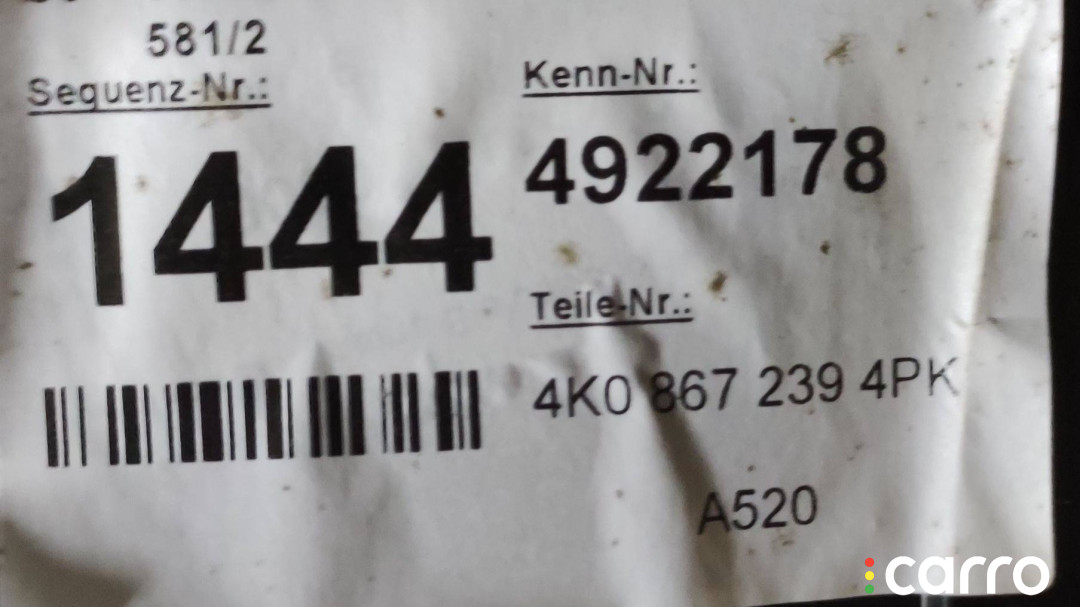 581/2
Sequenz-Nr.:
1444
Kenn-Nr.:
4922178
Teile-Nr.:
4K0 867 239 4PK
A520
carro